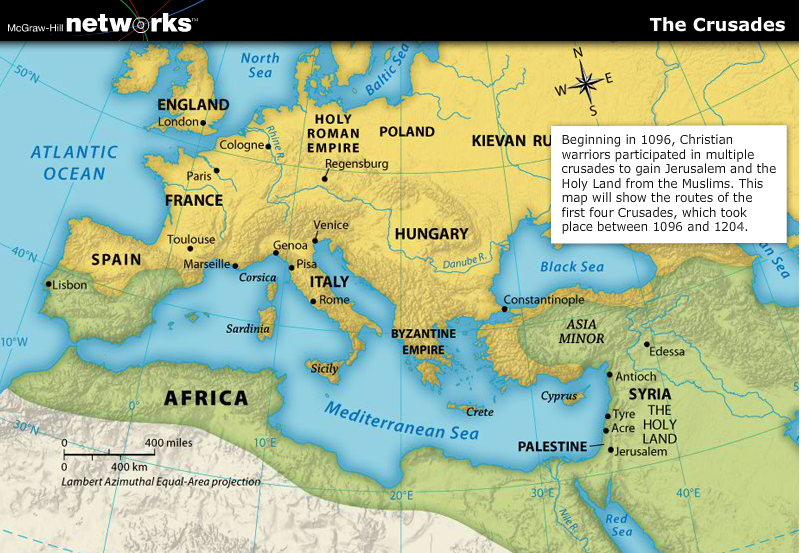 McGraw-Hill networks™
The Crusades
North
Sea
Baltic Sea
N
W E
S
50°N
ENGLAND
London
HOLY
ROMAN
EMPIRE
POLAND
KIEVAN RU
Cologne
Rhine R.
Regensburg
ATLANTIC
OCEAN
Paris
FRANCE
Beginning in 1096, Christian
warriors participated in multiple
crusades to gain Jerusalem and the
Holy Land from the Muslims. This
map will show the routes of the
first four Crusades, which took
place between 1096 and 1204.
Venice
HUNGARY
Toulouse
Genoa
40°N
SPAIN
Marseille
Pisa
Danube R.
Black Sea
an Sea
Corsica
ITALY
Lisbon
Rome
Constantinople
Sardinia
BYZANTINE
EMPIRE
ASIA
MINOR
10°W
Edessa
Sicily
Antioch
AFRICA
Cyprus
SYRIA
Crete
Mediterranean Sea
Tyre
THE
HOLY
LAND
Acre
PALESTINE
Jerusalem
30°N
0°
10°E
0 400 miles
0 400 km
Lambert Azimuthal Equal-Area projection
20°E
30°E
40°E
50
Nile R.
Red
Sea